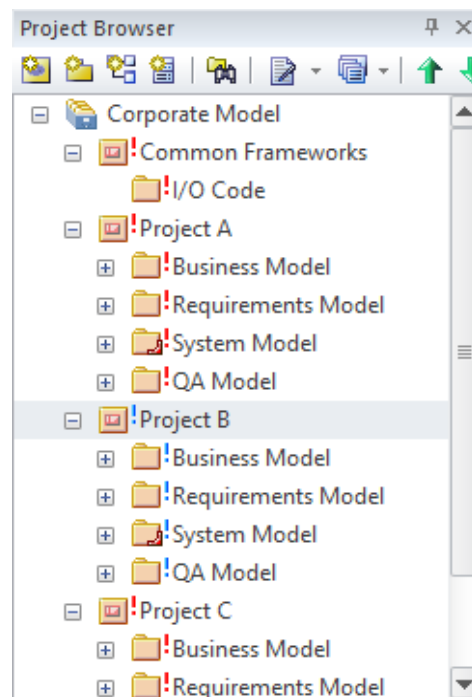 Project Browser
Corporate Model
Common Frameworks
I/O Code
Project A
Business Model
Requirements Model
System Model
QA Model
Project B
Business Model
Requirements Model
System Model
QA Model
Project C
Business Model
Requirements Model